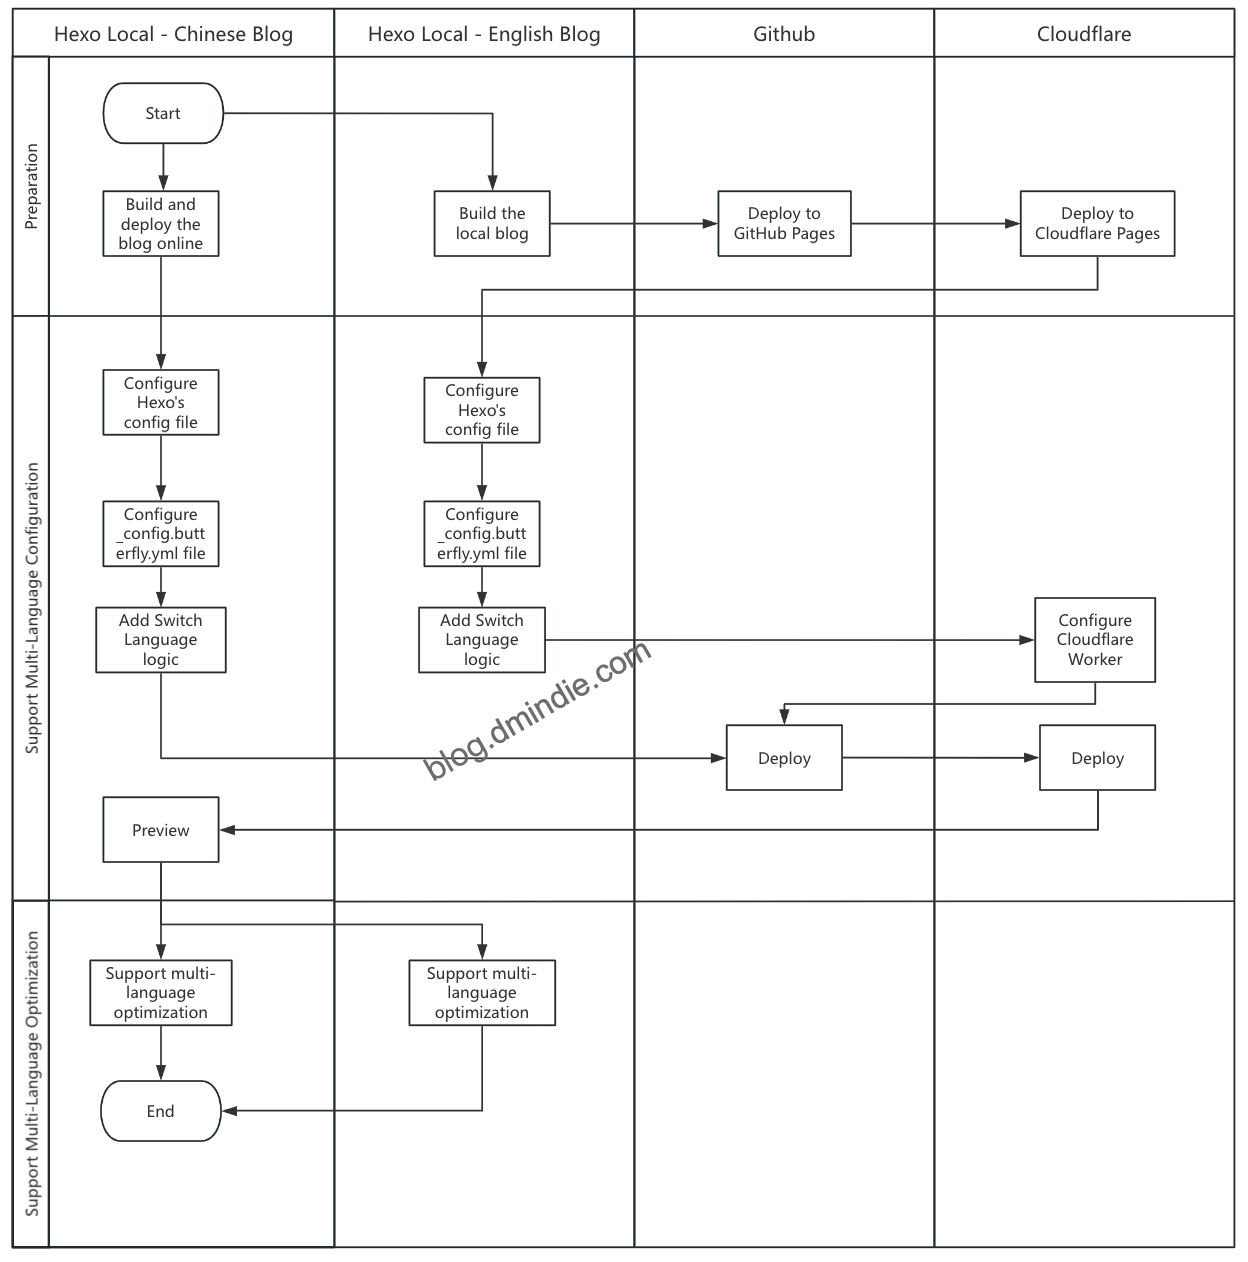 Hexo Local - Chinese Blog
Hexo Local - English Blog
Github
Cloudflare
Preparation
Start
Build and
deploy the
blog online
Build the
local blog
Deploy to
GitHub Pages
Deploy to
Cloudflare Pages
Support Multi-Language Configuration
Configure
Hexo's
config file
Configure
Hexo's
config file
Configure
_config.butt
erfly.yml file
Configure
_config.butt
erfly.yml file
Add Switch
Language
logic
Add Switch
Language
logic
Configure
Cloudflare
Worker
blog.dmindie.com
Deploy
Deploy
Preview
Support Multi-Language Optimization
Support multi-
language
optimization
Support multi-
language
optimization
End